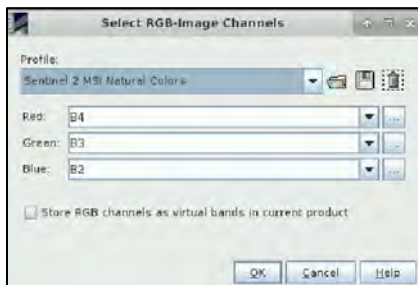 Select RGB-Image Channels
Profile:
Sentinel 2 MSI Natural Colors
Red: B4 ...
Green: B3 ...
Blue: B2 ...
Store RGB channels as virtual bands in current product
OK Cancel Help